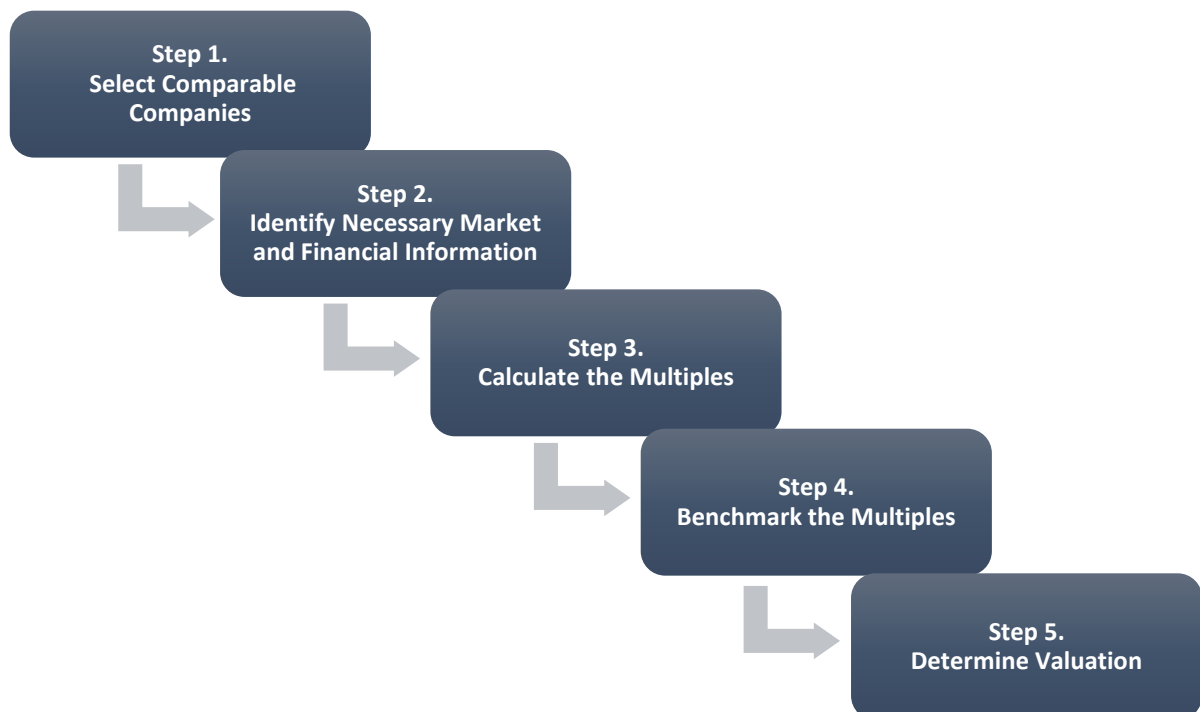 Step 1.
Select Comparable
Companies
Step 2.
Identify Necessary Market
and Financial Information
Step 3.
Calculate the Multiples
Step 4.
Benchmark the Multiples
Step 5.
Determine Valuation